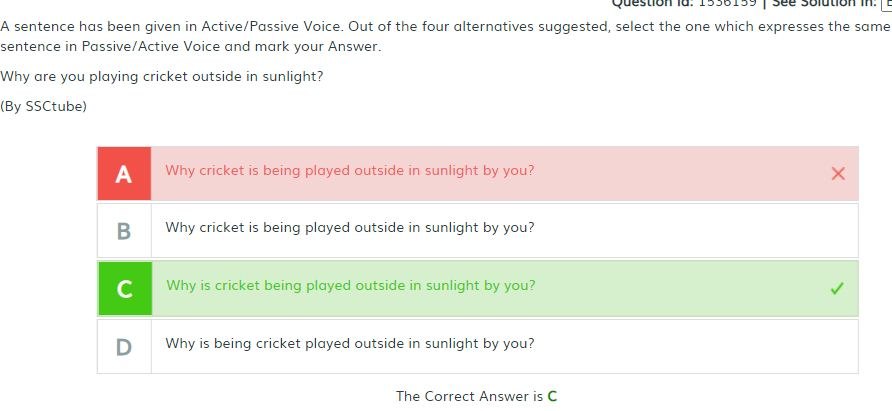 Question Id: 1536159 | See Solution In:
A sentence has been given in Active/Passive Voice. Out of the four alternatives suggested, select the one which expresses the same
sentence in Passive/Active Voice and mark your Answer.
Why are you playing cricket outside in sunlight?
(By SSCtube)
A Why cricket is being played outside in sunlight by you?
B Why cricket is being played outside in sunlight by you?
C Why is cricket being played outside in sunlight by you?
D Why is being cricket played outside in sunlight by you?
The Correct Answer is C